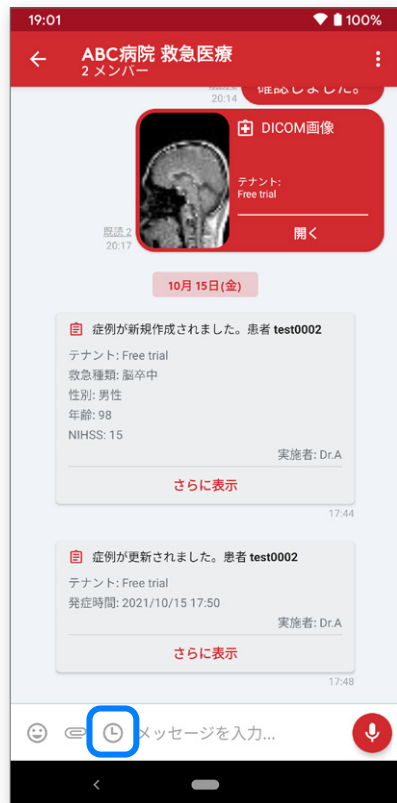 19:01
100%
ABC病院 救急医療
2 メンバー
確認しました。
20:14
DICOM画像
テナント:
Free trial
開く
既読 2
20:17
10月 15日(金)
症例が新規作成されました。患者 test0002
テナント: Free trial
救急種類: 脳卒中
性別: 男性
年齢: 98
NIHSS: 15
実施者: Dr.A
さらに表示
17:44
症例が更新されました。患者 test0002
テナント: Free trial
発症時間: 2021/10/15 17:50
実施者: Dr.A
さらに表示
17:48
メッセージを入力...